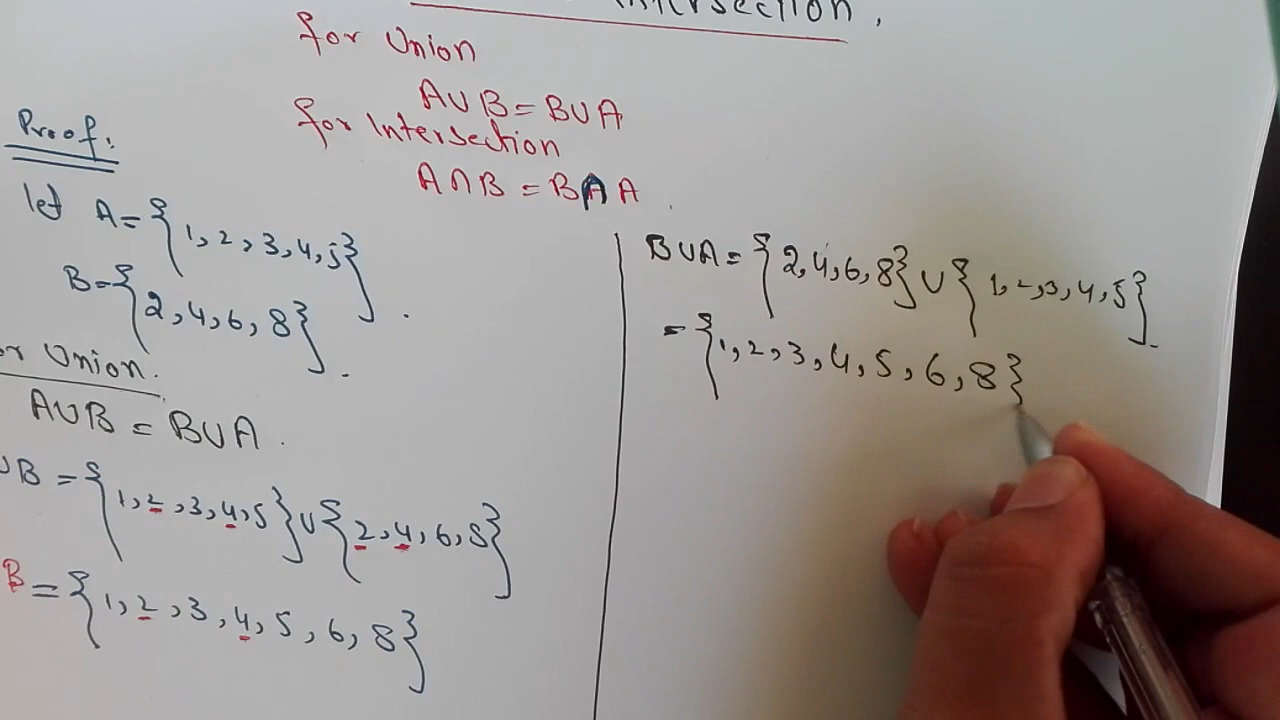 Intersection.
for Union
A∪B = B∪A
for Intersection
A∩B = B∩A.
Proof:
let A = {1, 2, 3, 4, 5}.
B = {2, 4, 6, 8}.
or Union.
A∪B = B∪A.
∪B = {1, 2, 3, 4, 5} ∪ {2, 4, 6, 8}
B = {1, 2, 3, 4, 5, 6, 8}
B∪A = {2, 4, 6, 8} ∪ {1, 2, 3, 4, 5}.
= {1, 2, 3, 4, 5, 6, 8}